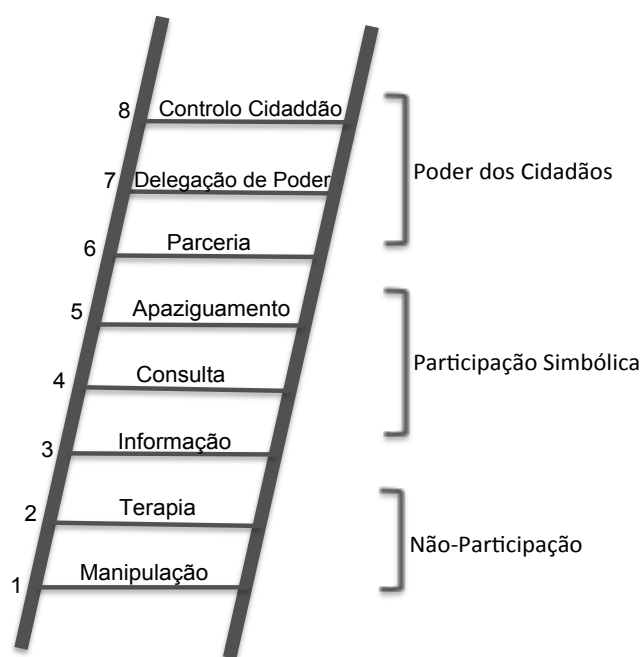 8 Controlo Cidaddão
7 Delegação de Poder
Poder dos Cidadãos
6 Parceria
5 Apaziguamento
4 Consulta
Participação Simbólica
3 Informação
2 Terapia
Não-Participação
1 Manipulação